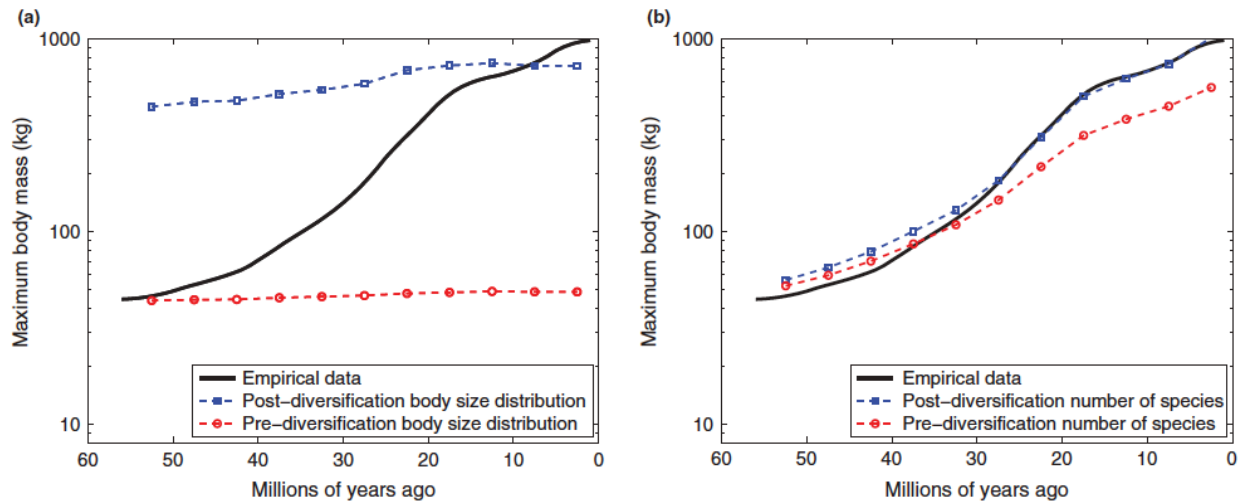 (a)
1000
100
10
Maximum body mass (kg)
Empirical data
Post–diversification body size distribution
Pre–diversification body size distribution
60
50
40
30
20
10
0
Millions of years ago
(b)
1000
100
10
Maximum body mass (kg)
Empirical data
Post–diversification number of species
Pre–diversification number of species
60
50
40
30
20
10
0
Millions of years ago